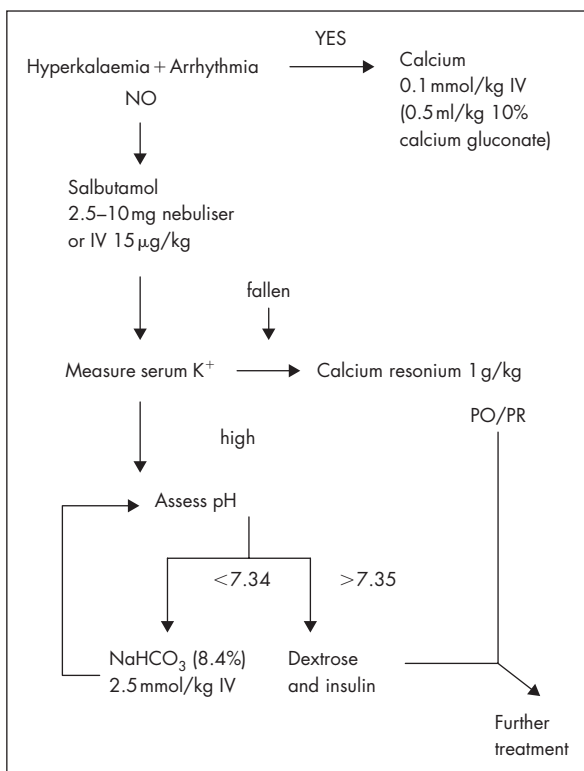 YES
Hyperkalaemia + Arrhythmia
NO
Calcium
0.1 mmol/kg IV
(0.5 ml/kg 10%
calcium gluconate)
Salbutamol
2.5–10 mg nebuliser
or IV 15 µg/kg
fallen
Measure serum K⁺
Calcium resonium 1 g/kg
PO/PR
high
Assess pH
<7.34
>7.35
NaHCO₃ (8.4%)
2.5 mmol/kg IV
Dextrose
and insulin
Further
treatment